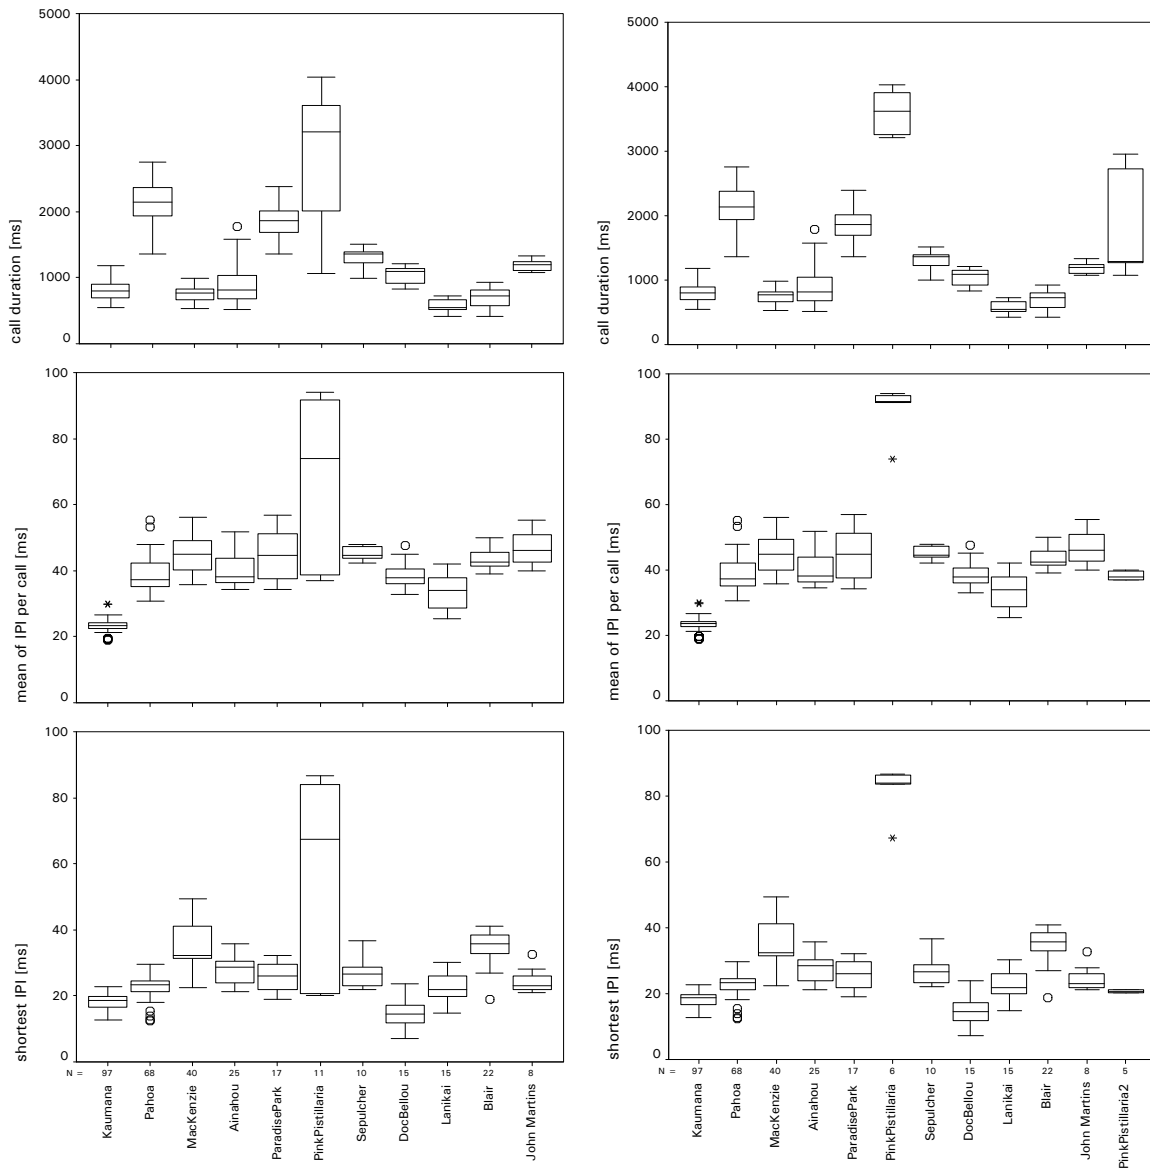 5000
4000
3000
2000
1000
0
call duration [ms]
5000
4000
3000
2000
1000
0
call duration [ms]
100
80
60
40
20
0
mean of IPI per call [ms]
100
80
60
40
20
0
mean of IPI per call [ms]
100
80
60
40
20
0
shortest IPI [ms]
100
80
60
40
20
0
shortest IPI [ms]
N = 97 68 40 25 17 11 10 15 15 22 8
Kaumana
Pahoa
MacKenzie
Ainahou
ParadisePark
PinkPistillaria
Sepulcher
DocBellou
Lanikai
Blair
John Martins
N = 97 68 40 25 17 6 10 15 15 22 8 5
Kaumana
Pahoa
MacKenzie
Ainahou
ParadisePark
PinkPistillaria
Sepulcher
DocBellou
Lanikai
Blair
John Martins
PinkPistillaria2